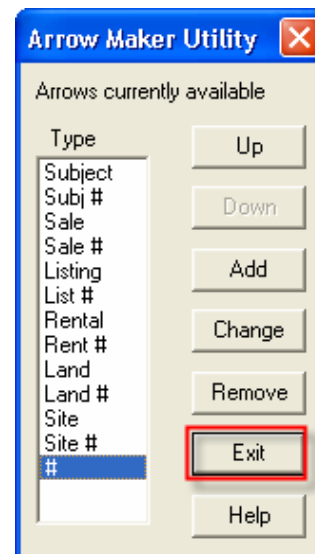 Arrow Maker Utility
Arrows currently available
Type
Subject
Subj #
Sale
Sale #
Listing
List #
Rental
Rent #
Land
Land #
Site
Site #
#
Up
Down
Add
Change
Remove
Exit
Help